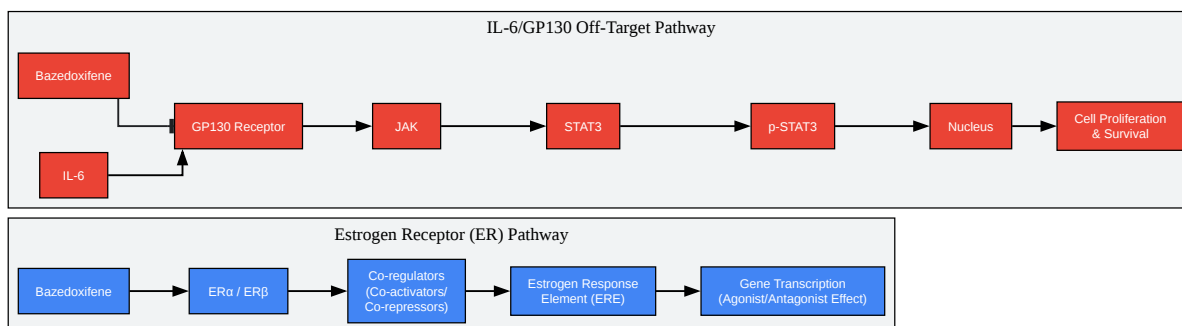 IL-6/GP130 Off-Target Pathway
Bazedoxifene
GP130 Receptor
JAK
STAT3
p-STAT3
Nucleus
Cell Proliferation
& Survival
IL-6
Estrogen Receptor (ER) Pathway
Bazedoxifene
ERα / ERβ
Co-regulators
(Co-activators/
Co-repressors)
Estrogen Response
Element (ERE)
Gene Transcription
(Agonist/Antagonist Effect)